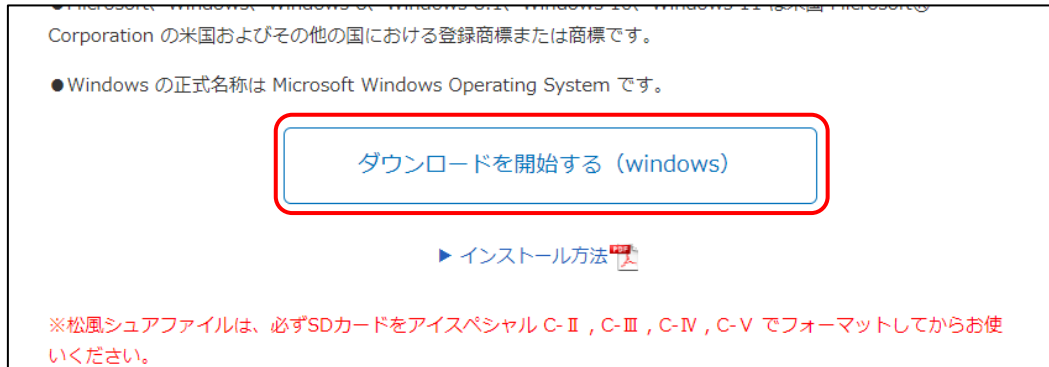 Corporation の米国およびその他の国における登録商標または商標です。
●Windows の正式名称は Microsoft Windows Operating System です。
ダウンロードを開始する（windows）
▶ インストール方法
PDF
※松風シュアファイルは、必ずSDカードをアイスペシャル C-Ⅱ , C-Ⅲ , C-Ⅳ , C-Ⅴ でフォーマットしてからお使
いください。